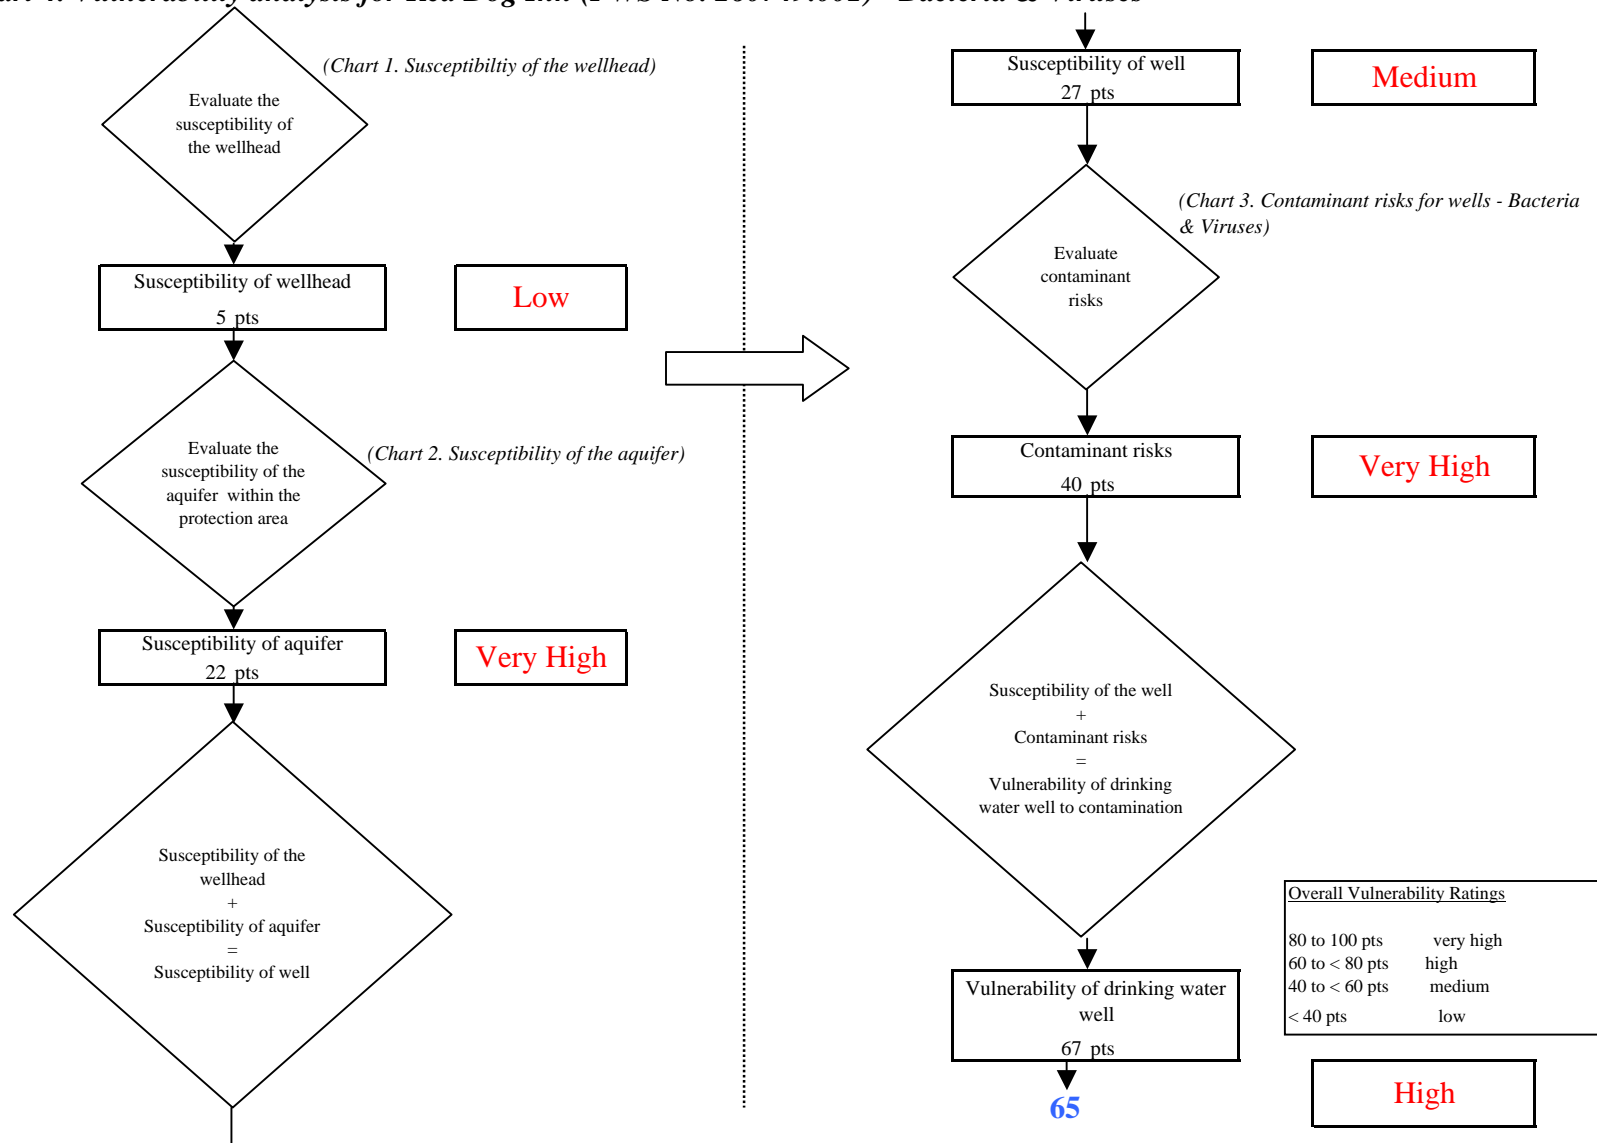 (Chart 1. Susceptibiltiy of the wellhead)
Evaluate the
susceptibility of
the wellhead
Susceptibility of wellhead
5 pts
Low
(Chart 2. Susceptibility of the aquifer)
Evaluate the
susceptibility of the
aquifer within the
protection area
Susceptibility of aquifer
22 pts
Very High
Susceptibility of the
wellhead
+
Susceptibility of aquifer
=
Susceptibility of well
Susceptibility of well
27 pts
Medium
(Chart 3. Contaminant risks for wells - Bacteria
& Viruses)
Evaluate
contaminant
risks
Contaminant risks
40 pts
Very High
Susceptibility of the well
+
Contaminant risks
=
Vulnerability of drinking
water well to contamination
Overall Vulnerability Ratings
80 to 100 pts very high
60 to < 80 pts high
40 to < 60 pts medium
< 40 pts low
Vulnerability of drinking water
well
67 pts
65
High